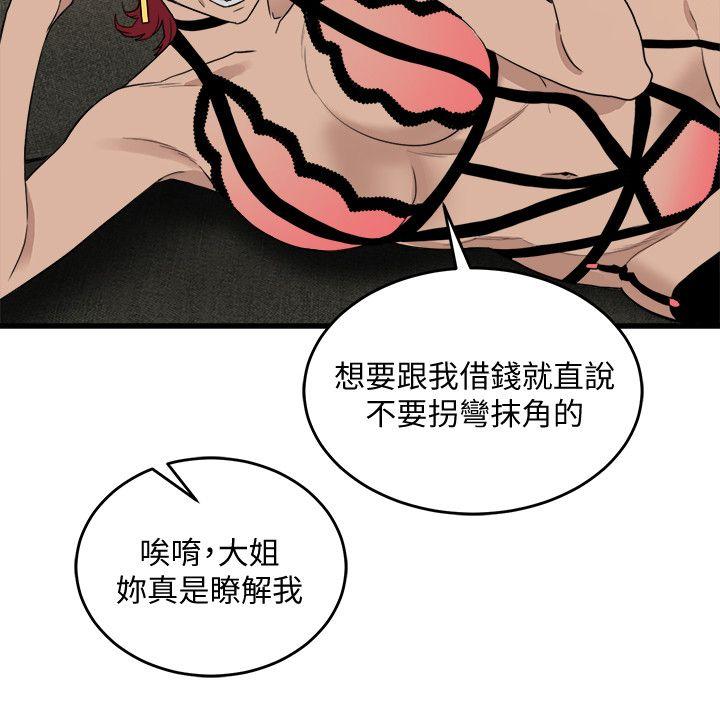 想要跟我借錢就直說
不要拐彎抹角的
唉唷，大姐
妳真是瞭解我